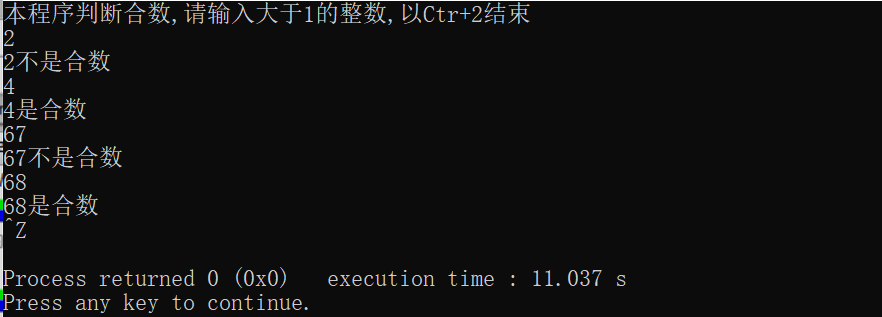 本程序判断合数,请输入大于1的整数,以Ctr+2结束
2
2不是合数
4
4是合数
67
67不是合数
68
68是合数
^Z
Process returned 0 (0x0)   execution time : 11.037 s
Press any key to continue.